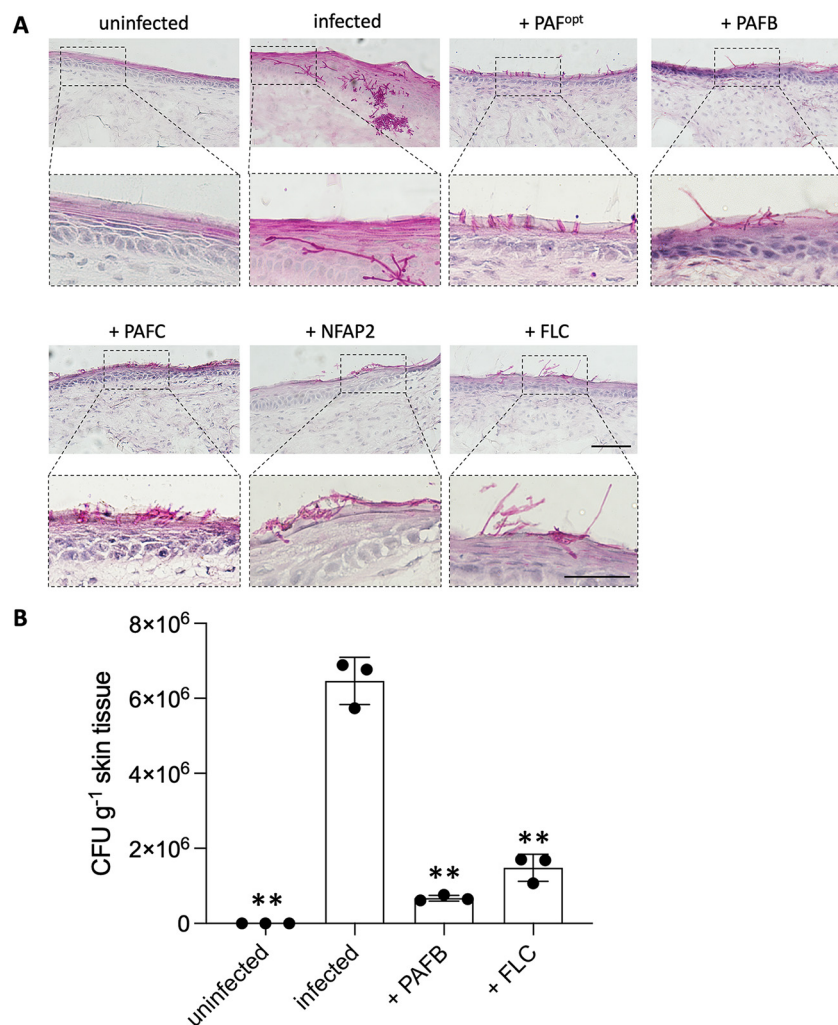 A
uninfected
infected
+ PAFᵒᵖᵗ
+ PAFB
+ PAFC
+ NFAP2
+ FLC
B
CFU g⁻¹ skin tissue
8×10⁶
6×10⁶
4×10⁶
2×10⁶
0
**
**
**
uninfected
infected
+ PAFB
+ FLC